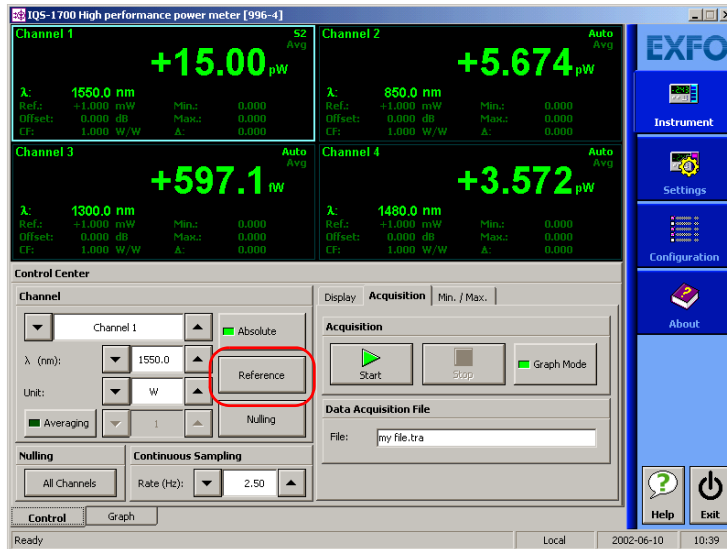 IQS-1700 High performance power meter [996-4]
Channel 1 S2
Avg
+15.00 pW
λ: 1550.0 nm
Ref.: +1.000 mW Min.: 0.000
Offset: 0.000 dB Max.: 0.000
CF: 1.000 W/W Δ: 0.000
Channel 2 Auto
Avg
+5.674 pW
λ: 850.0 nm
Ref.: +1.000 mW Min.: 0.000
Offset: 0.000 dB Max.: 0.000
CF: 1.000 W/W Δ: 0.000
Channel 3 Auto
Avg
+597.1 fW
λ: 1300.0 nm
Ref.: +1.000 mW Min.: 0.000
Offset: 0.000 dB Max.: 0.000
CF: 1.000 W/W Δ: 0.000
Channel 4 Auto
Avg
+3.572 pW
λ: 1480.0 nm
Ref.: +1.000 mW Min.: 0.000
Offset: 0.000 dB Max.: 0.000
CF: 1.000 W/W Δ: 0.000
EXFO
Instrument
Settings
Configuration
About
Help Exit
Control Center
Channel
Channel 1
Absolute
λ (nm): 1550.0
Reference
Unit: W
Averaging 1
Nulling
Nulling
All Channels
Continuous Sampling
Rate (Hz): 2.50
Display Acquisition Min. / Max.
Acquisition
Start Stop Graph Mode
Data Acquisition File
File: my file.tra
Control Graph
Ready Local 2002-06-10 10:39